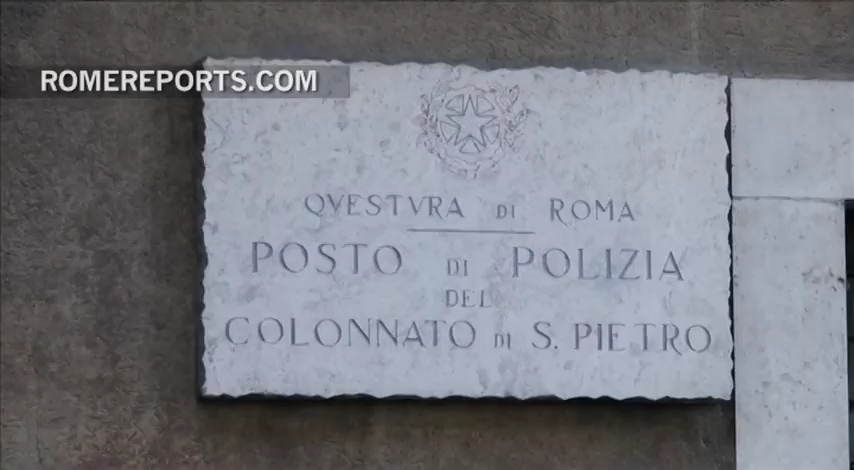 ROMEREPORTS.COM
QVESTVRA DI ROMA
POSTO DI POLIZIA
DEL
COLONNATO DI S. PIETRO